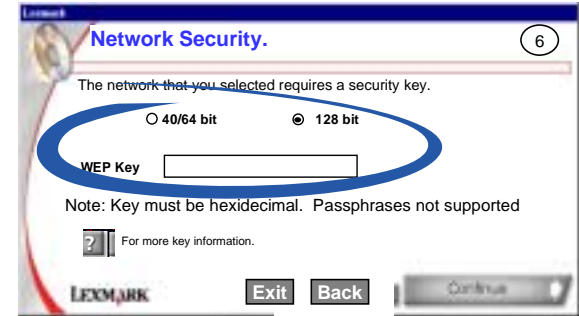 Lexmark
Network Security.
6
The network that you selected requires a security key.
40/64 bit 128 bit
WEP Key
Note: Key must be hexidecimal. Passphrases not supported
? For more key information.
LEXMARK Exit Back Continue